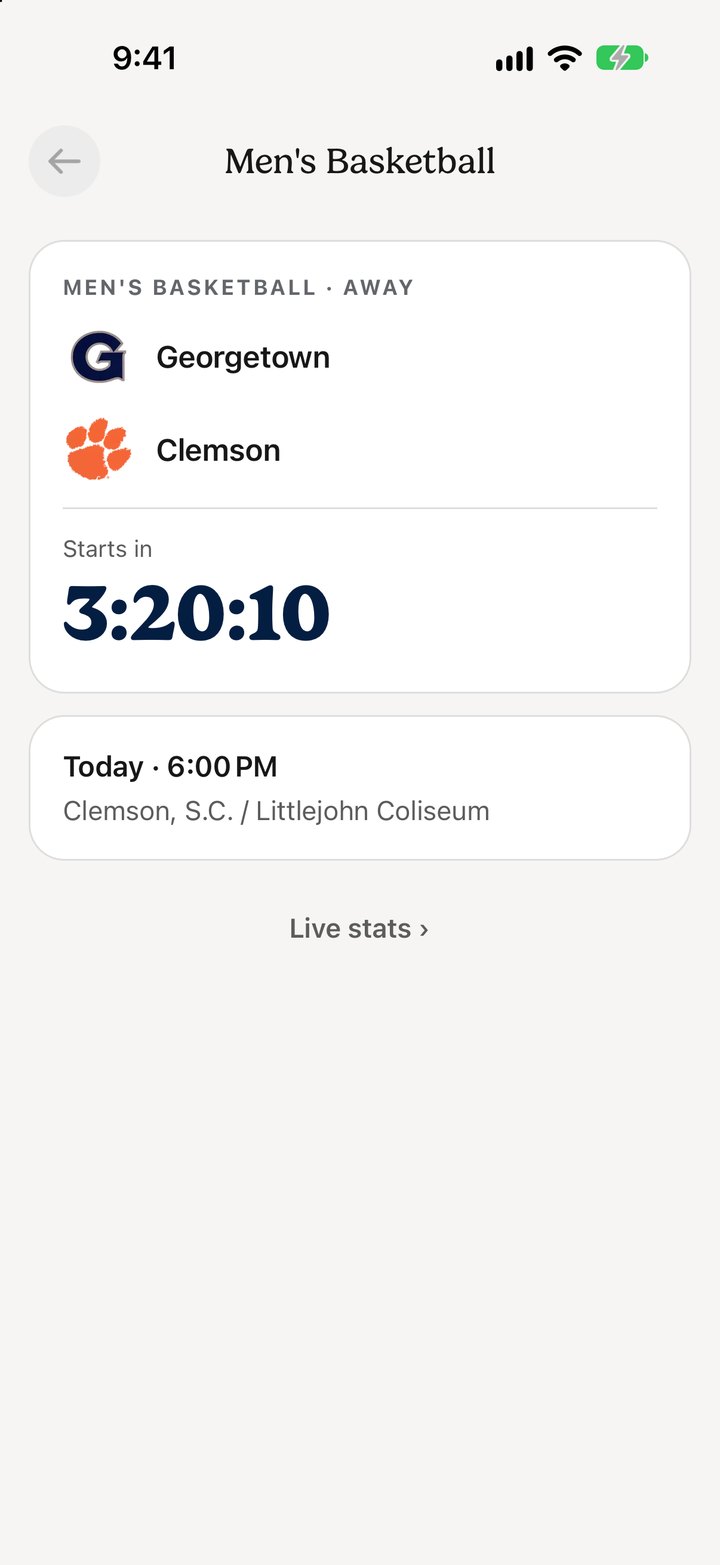 9:41
Men's Basketball
MEN'S BASKETBALL · AWAY
G Georgetown
Clemson
Starts in
3:20:10
Today · 6:00 PM
Clemson, S.C. / Littlejohn Coliseum
Live stats ›